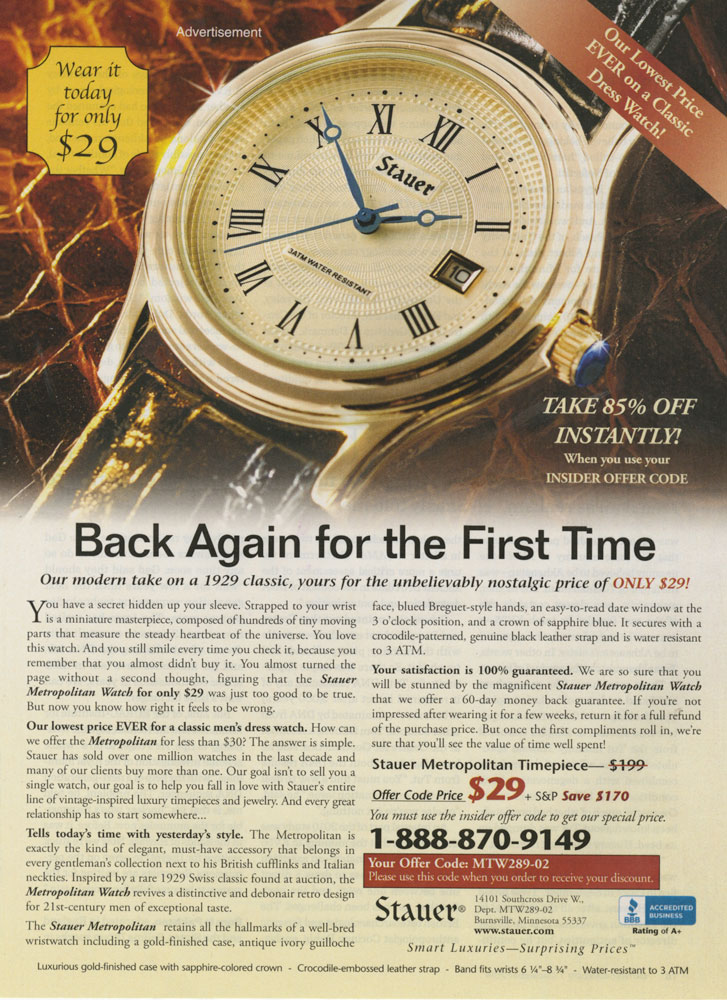 Advertisement
Wear it
today
for only
$29
Our Lowest Price
EVER on a Classic
Dress Watch!
XI
XII
X
Stauer
IX
I
VIII
3ATM WATER RESISTANT
10
VII
VI
V
IIII
TAKE 85% OFF
INSTANTLY!
When you use your
INSIDER OFFER CODE
Back Again for the First Time
Our modern take on a 1929 classic, yours for the unbelievably nostalgic price of ONLY $29!
You have a secret hidden up your sleeve. Strapped to your wrist
is a miniature masterpiece, composed of hundreds of tiny moving
parts that measure the steady heartbeat of the universe. You love
this watch. And you still smile every time you check it, because you
remember that you almost didn't buy it. You almost turned the
page without a second thought, figuring that the Stauer
Metropolitan Watch for only $29 was just too good to be true.
But now you know how right it feels to be wrong.
Our lowest price EVER for a classic men's dress watch. How can
we offer the Metropolitan for less than $30? The answer is simple.
Stauer has sold over one million watches in the last decade and
many of our clients buy more than one. Our goal isn't to sell you a
single watch, our goal is to help you fall in love with Stauer's entire
line of vintage-inspired luxury timepieces and jewelry. And every great
relationship has to start somewhere...
Tells today's time with yesterday's style. The Metropolitan is
exactly the kind of elegant, must-have accessory that belongs in
every gentleman's collection next to his British cufflinks and Italian
neckties. Inspired by a rare 1929 Swiss classic found at auction, the
Metropolitan Watch revives a distinctive and debonair retro design
for 21st-century men of exceptional taste.
The Stauer Metropolitan retains all the hallmarks of a well-bred
wristwatch including a gold-finished case, antique ivory guilloche
face, blued Breguet-style hands, an easy-to-read date window at the
3 o'clock position, and a crown of sapphire blue. It secures with a
crocodile-patterned, genuine black leather strap and is water resistant
to 3 ATM.
Your satisfaction is 100% guaranteed. We are so sure that you
will be stunned by the magnificent Stauer Metropolitan Watch
that we offer a 60-day money back guarantee. If you're not
impressed after wearing it for a few weeks, return it for a full refund
of the purchase price. But once the first compliments roll in, we're
sure that you'll see the value of time well spent!
Stauer Metropolitan Timepiece— $199
Offer Code Price $29 + S&P Save $170
You must use the insider offer code to get our special price.
1-888-870-9149
Your Offer Code: MTW289-02
Please use this code when you order to receive your discount.
Stauer®
14101 Southcross Drive W.,
Dept. MTW289-02
Burnsville, Minnesota 55337
www.stauer.com
BBB
ACCREDITED
BUSINESS
Rating of A+
Smart Luxuries—Surprising Prices™
Luxurious gold-finished case with sapphire-colored crown - Crocodile-embossed leather strap - Band fits wrists 6 ¼"–8 ¾" - Water-resistant to 3 ATM